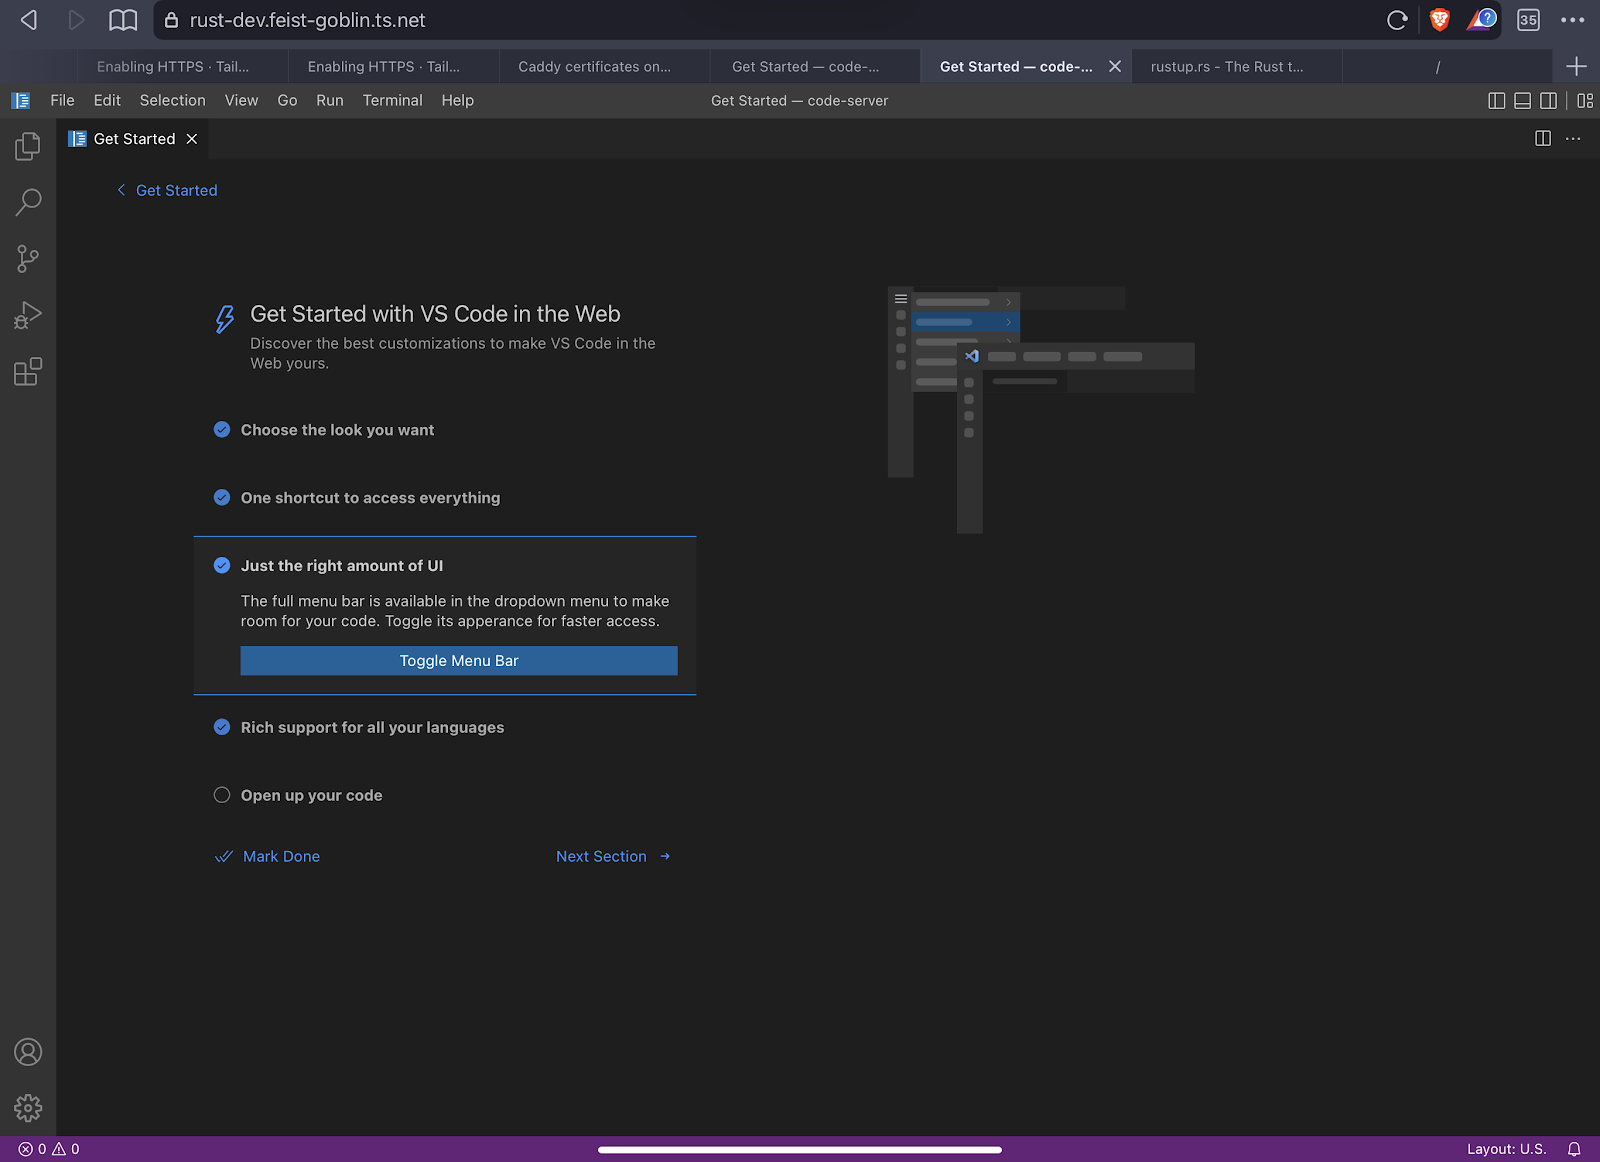 rust-dev.feist-goblin.ts.net
35
Enabling HTTPS · Tail...
Enabling HTTPS · Tail...
Caddy certificates on...
Get Started — code-...
Get Started — code-...
rustup.rs - The Rust t...
/
File Edit Selection View Go Run Terminal Help
Get Started — code-server
Get Started
Get Started
Get Started with VS Code in the Web
Discover the best customizations to make VS Code in the
Web yours.
Choose the look you want
One shortcut to access everything
Just the right amount of UI
The full menu bar is available in the dropdown menu to make
room for your code. Toggle its apperance for faster access.
Toggle Menu Bar
Rich support for all your languages
Open up your code
Mark Done
Next Section
0 0
Layout: U.S.